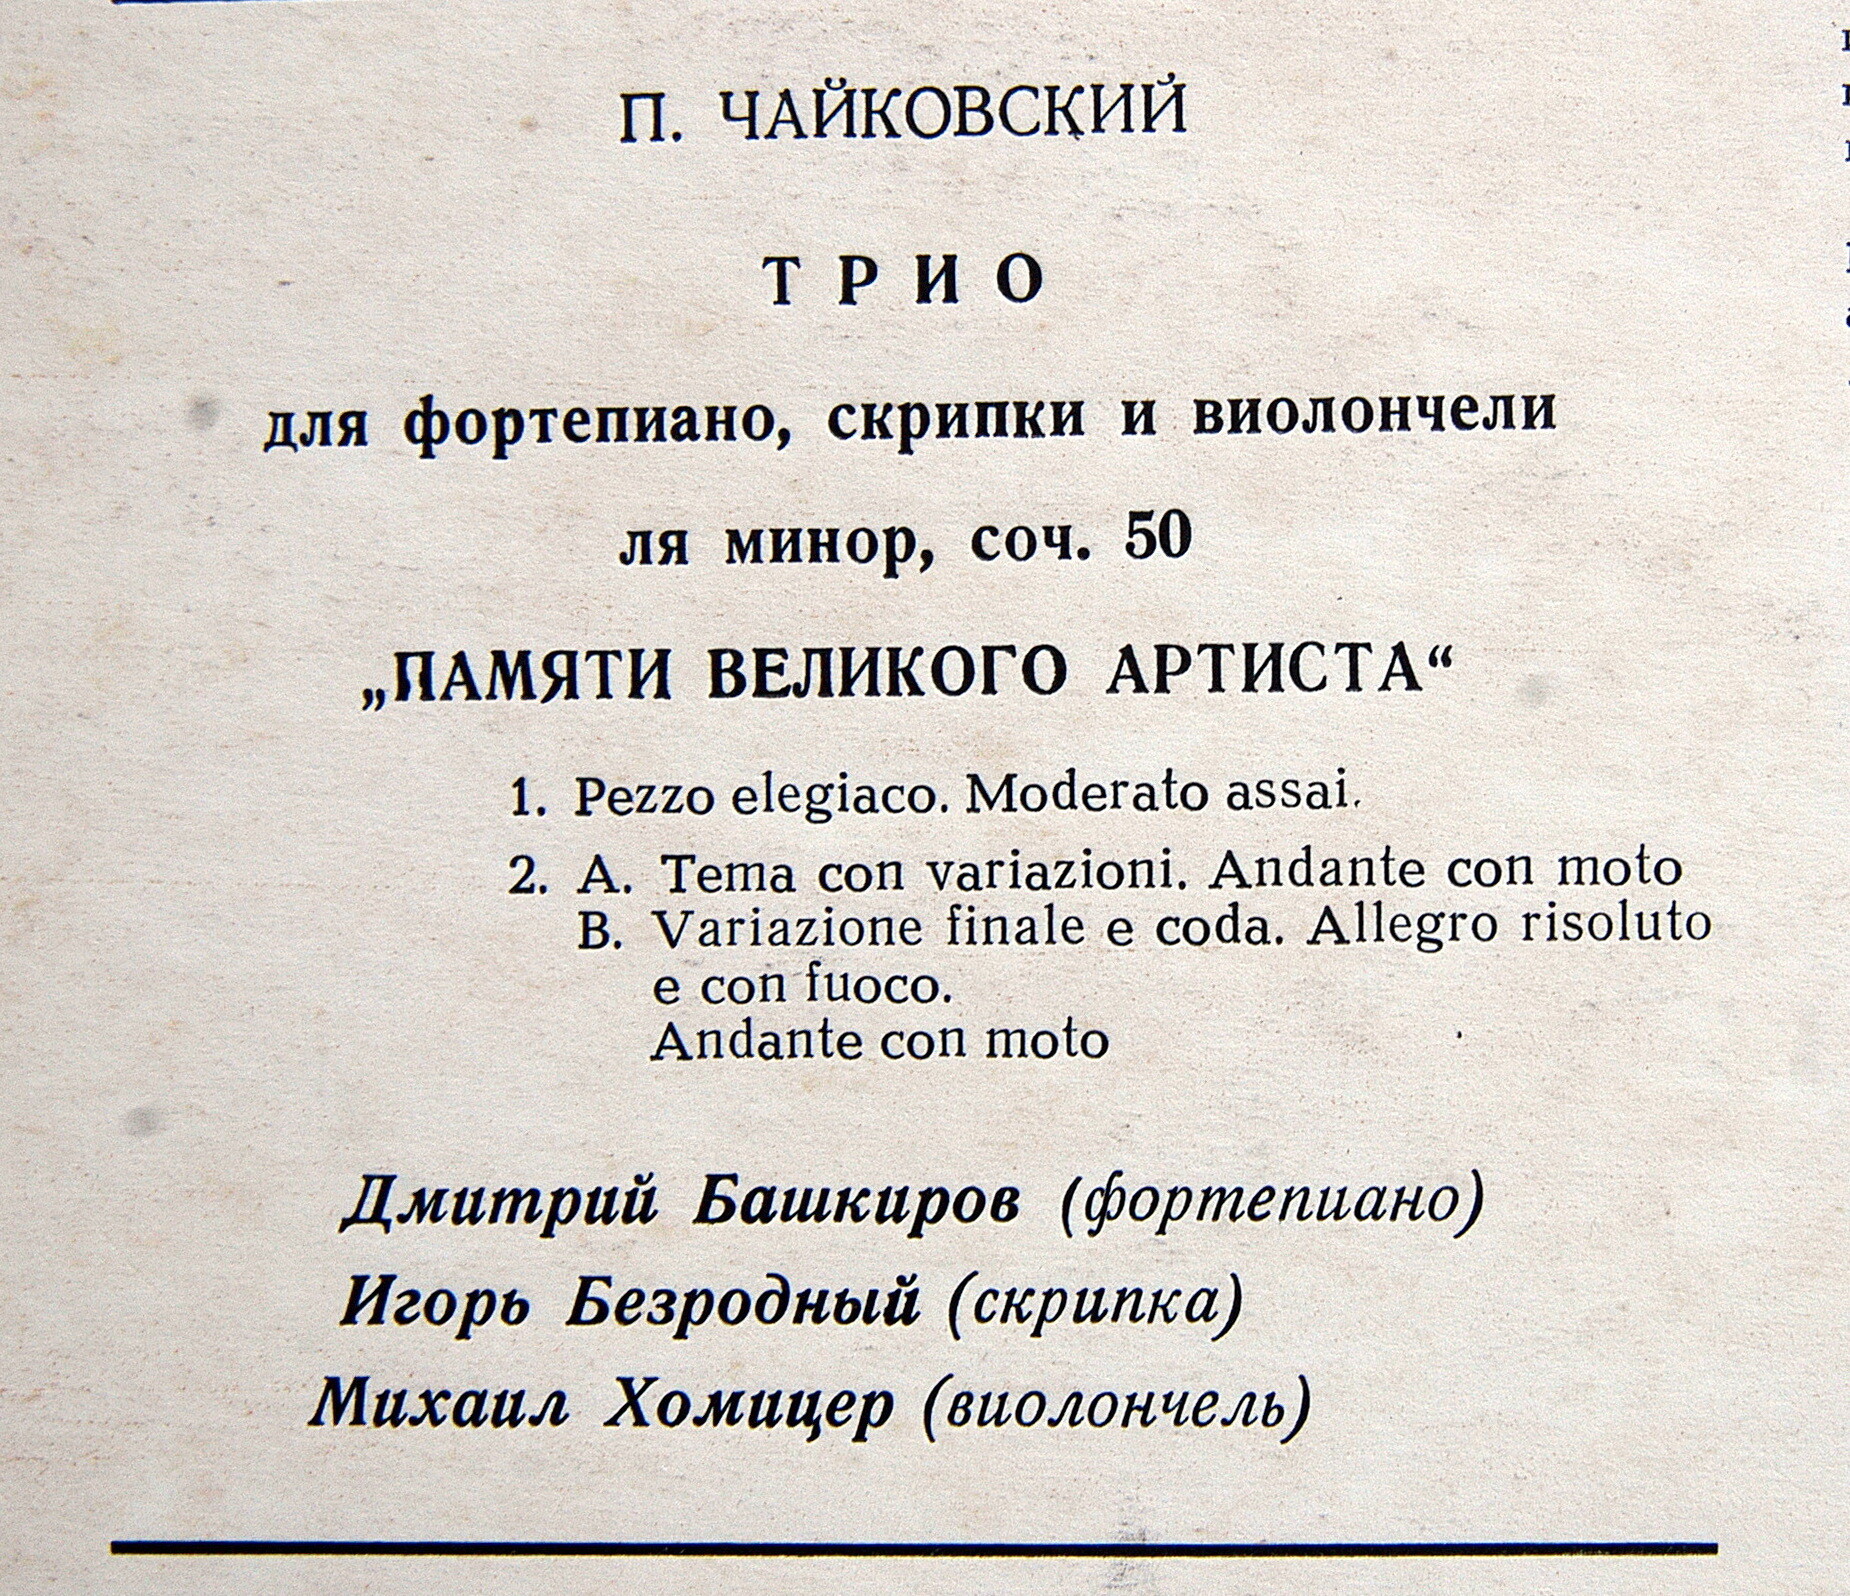 П. ЧАЙКОВСКИЙ
ТРИО
для фортепиано, скрипки и виолончели
ля минор, соч. 50
„ПАМЯТИ ВЕЛИКОГО АРТИСТА“
1. Pezzo elegiaco. Moderato assai.
2. A. Tema con variazioni. Andante con moto
B. Variazione finale e coda. Allegro risoluto
e con fuoco.
Andante con moto
Дмитрий Башкиров (фортепиано)
Игорь Безродный (скрипка)
Михаил Хомицер (виолончель)